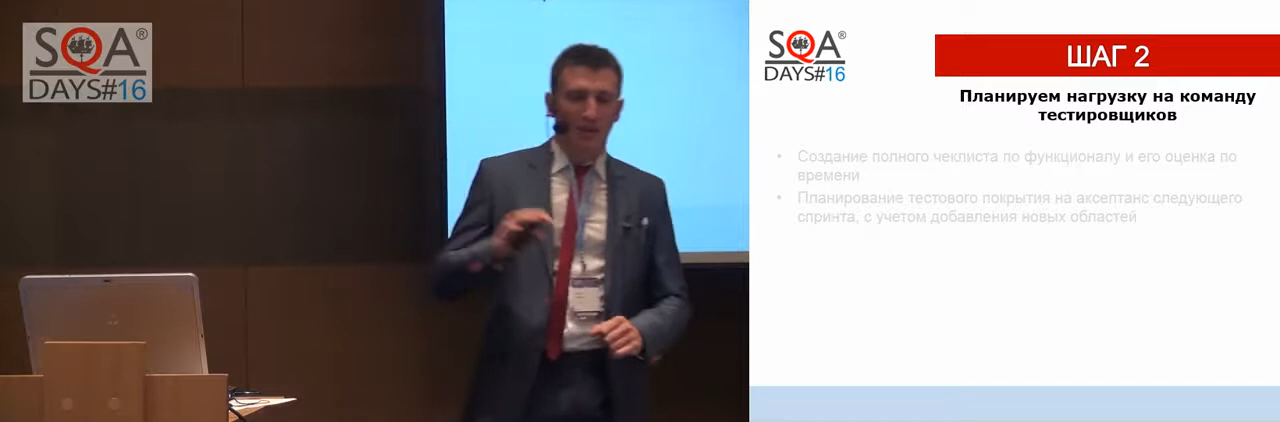 SQA®
DAYS#16
SQA®
DAYS#16
ШАГ 2
Планируем нагрузку на команду
тестировщиков
• Создание полного чеклиста по функционалу и его оценка по
времени
• Планирование тестового покрытия на аксептанс следующего
спринта, с учетом добавления новых областей